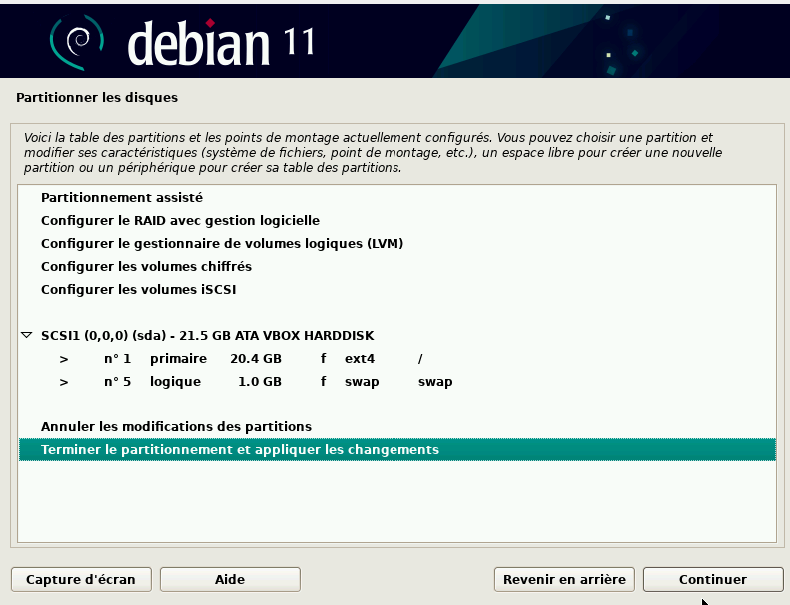 debian 11
Partitionner les disques
Voici la table des partitions et les points de montage actuellement configurés. Vous pouvez choisir une partition et
modifier ses caractéristiques (système de fichiers, point de montage, etc.), un espace libre pour créer une nouvelle
partition ou un périphérique pour créer sa table des partitions.
Partitionnement assisté
Configurer le RAID avec gestion logicielle
Configurer le gestionnaire de volumes logiques (LVM)
Configurer les volumes chiffrés
Configurer les volumes iSCSI
SCSI1 (0,0,0) (sda) - 21.5 GB ATA VBOX HARDDISK
> n° 1 primaire 20.4 GB f ext4 /
> n° 5 logique 1.0 GB f swap swap
Annuler les modifications des partitions
Terminer le partitionnement et appliquer les changements
Capture d'écran Aide Revenir en arrière Continuer